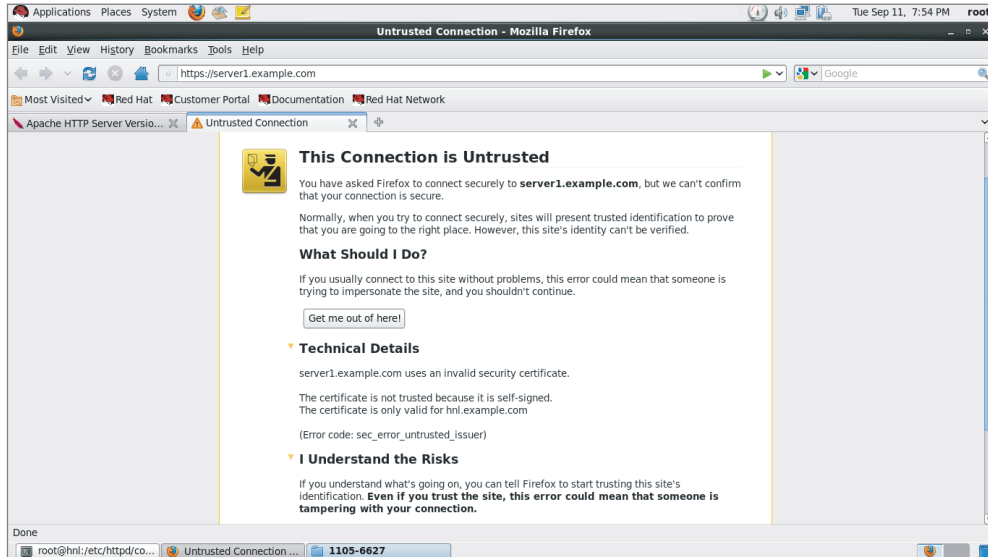 Applications Places System
Tue Sep 11, 7:54 PM root
Untrusted Connection - Mozilla Firefox
File Edit View History Bookmarks Tools Help
https://server1.example.com
Google
Most Visited Red Hat Customer Portal Documentation Red Hat Network
Apache HTTP Server Versio... Untrusted Connection
This Connection is Untrusted
You have asked Firefox to connect securely to server1.example.com, but we can't confirm
that your connection is secure.
Normally, when you try to connect securely, sites will present trusted identification to prove
that you are going to the right place. However, this site's identity can't be verified.
What Should I Do?
If you usually connect to this site without problems, this error could mean that someone is
trying to impersonate the site, and you shouldn't continue.
Get me out of here!
Technical Details
server1.example.com uses an invalid security certificate.
The certificate is not trusted because it is self-signed.
The certificate is only valid for hnl.example.com
(Error code: sec_error_untrusted_issuer)
I Understand the Risks
If you understand what's going on, you can tell Firefox to start trusting this site's
identification. Even if you trust the site, this error could mean that someone is
tampering with your connection.
Done
root@hnl:/etc/httpd/co... Untrusted Connection ... 1105-6627